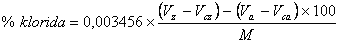 % klorida = 0,003456 × (V_z − V_cz) − (V_a − V_ca) × 100 / M